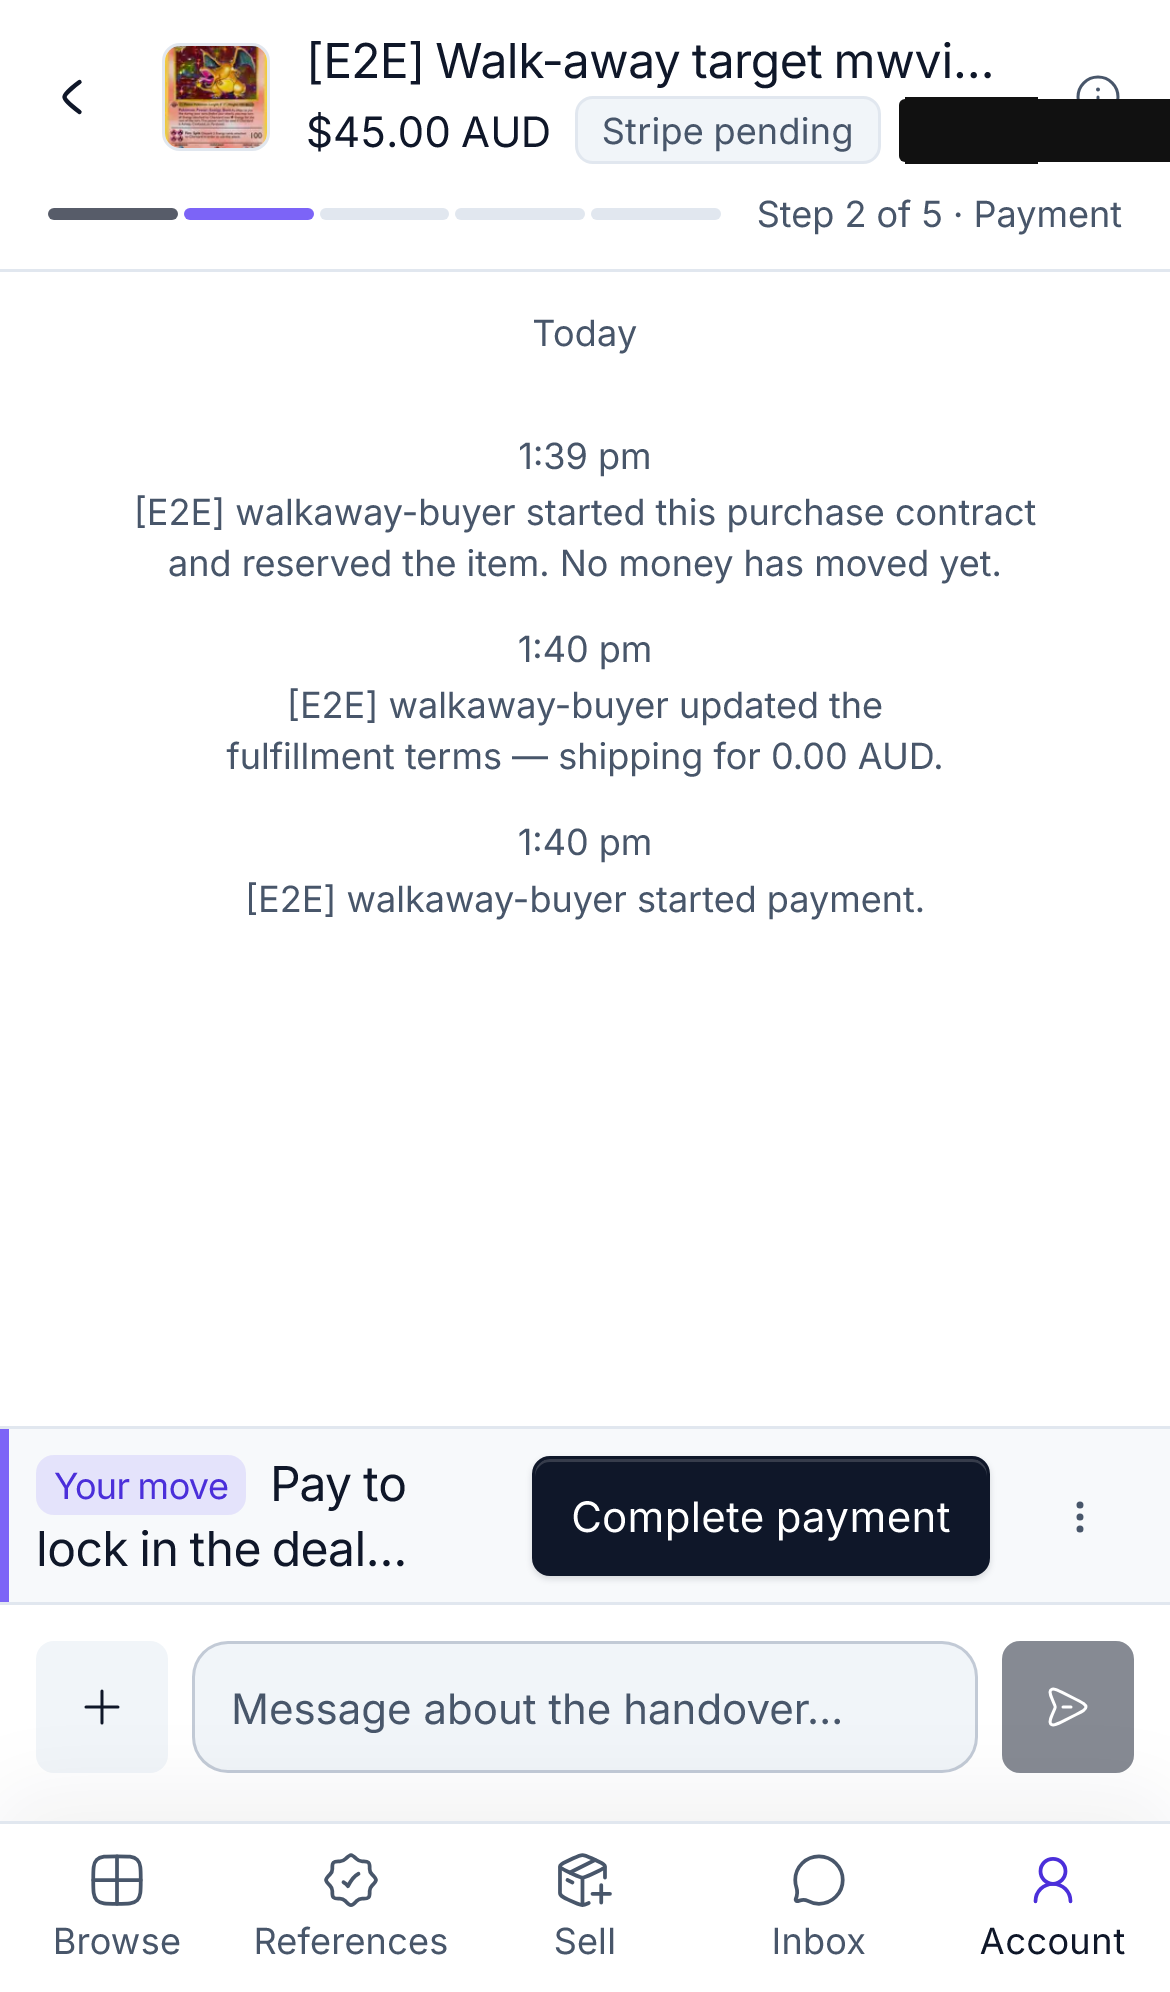 [E2E] Walk-away target mwvi...
$45.00 AUD Stripe pending
Step 2 of 5 · Payment
Today
1:39 pm
[E2E] walkaway-buyer started this purchase contract
and reserved the item. No money has moved yet.
1:40 pm
[E2E] walkaway-buyer updated the
fulfillment terms — shipping for 0.00 AUD.
1:40 pm
[E2E] walkaway-buyer started payment.
Your move Pay to
lock in the deal...
Complete payment
Message about the handover...
Browse
References
Sell
Inbox
Account